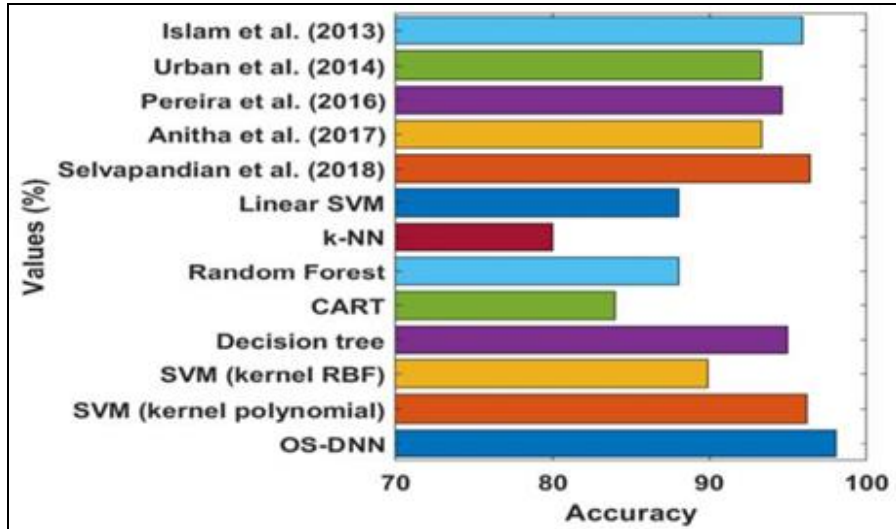 Values (%)
Islam et al. (2013)
Urban et al. (2014)
Pereira et al. (2016)
Anitha et al. (2017)
Selvapandian et al. (2018)
Linear SVM
k-NN
Random Forest
CART
Decision tree
SVM (kernel RBF)
SVM (kernel polynomial)
OS-DNN
70 80 90 100
Accuracy